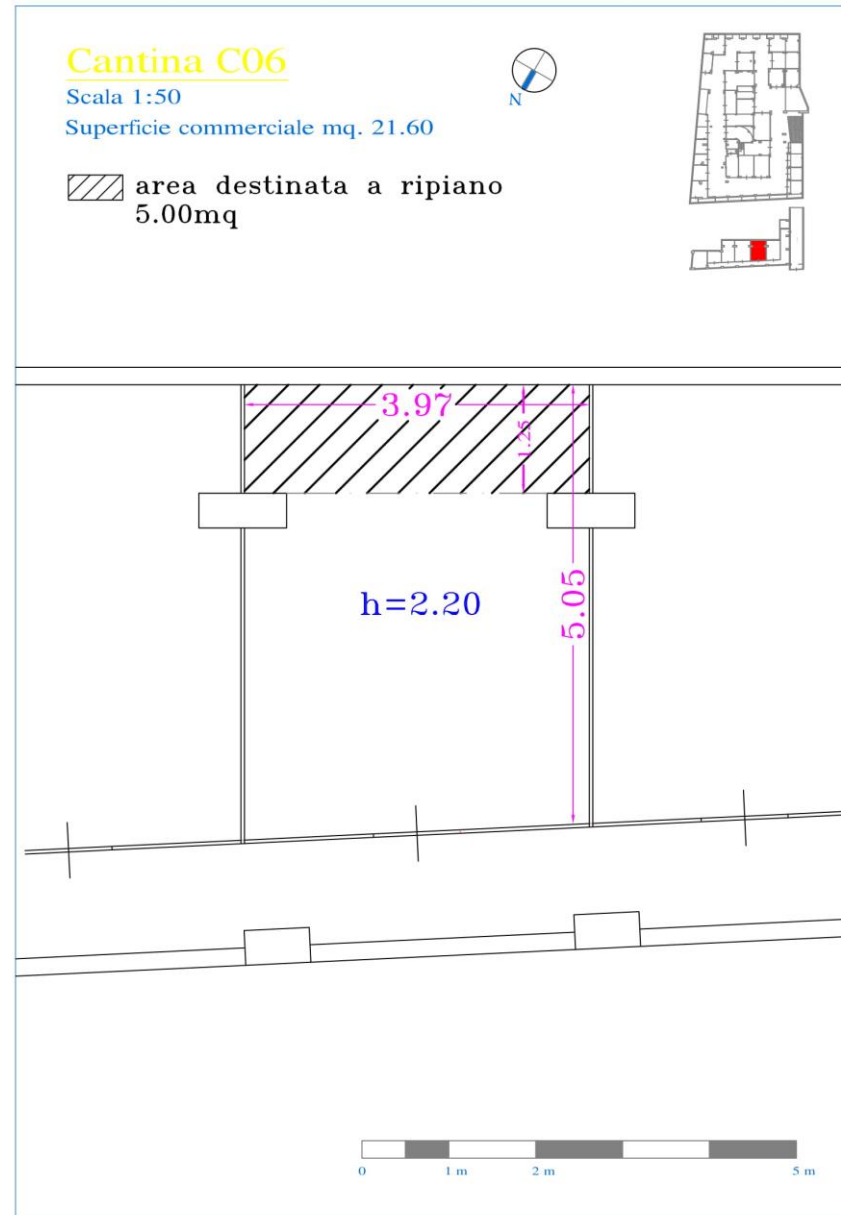 Cantina C06
Scala 1:50
Superficie commerciale mq. 21.60
N
area destinata a ripiano
5.00mq
3.97
1.25
5.05
h=2.20
0
1 m
2 m
5 m